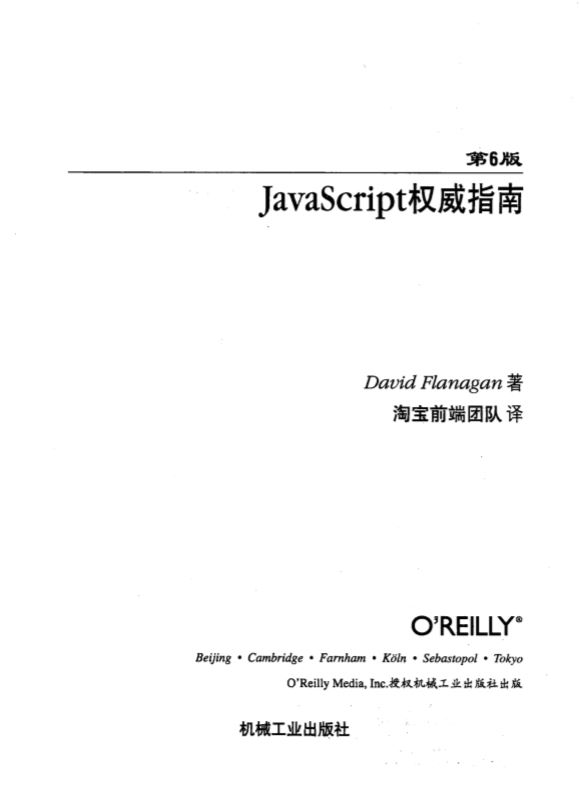 第6版
JavaScript权威指南
David Flanagan 著
淘宝前端团队 译
O'REILLY®
Beijing • Cambridge • Farnham • Köln • Sebastopol • Tokyo
O'Reilly Media, Inc.授权机械工业出版社出版
机械工业出版社